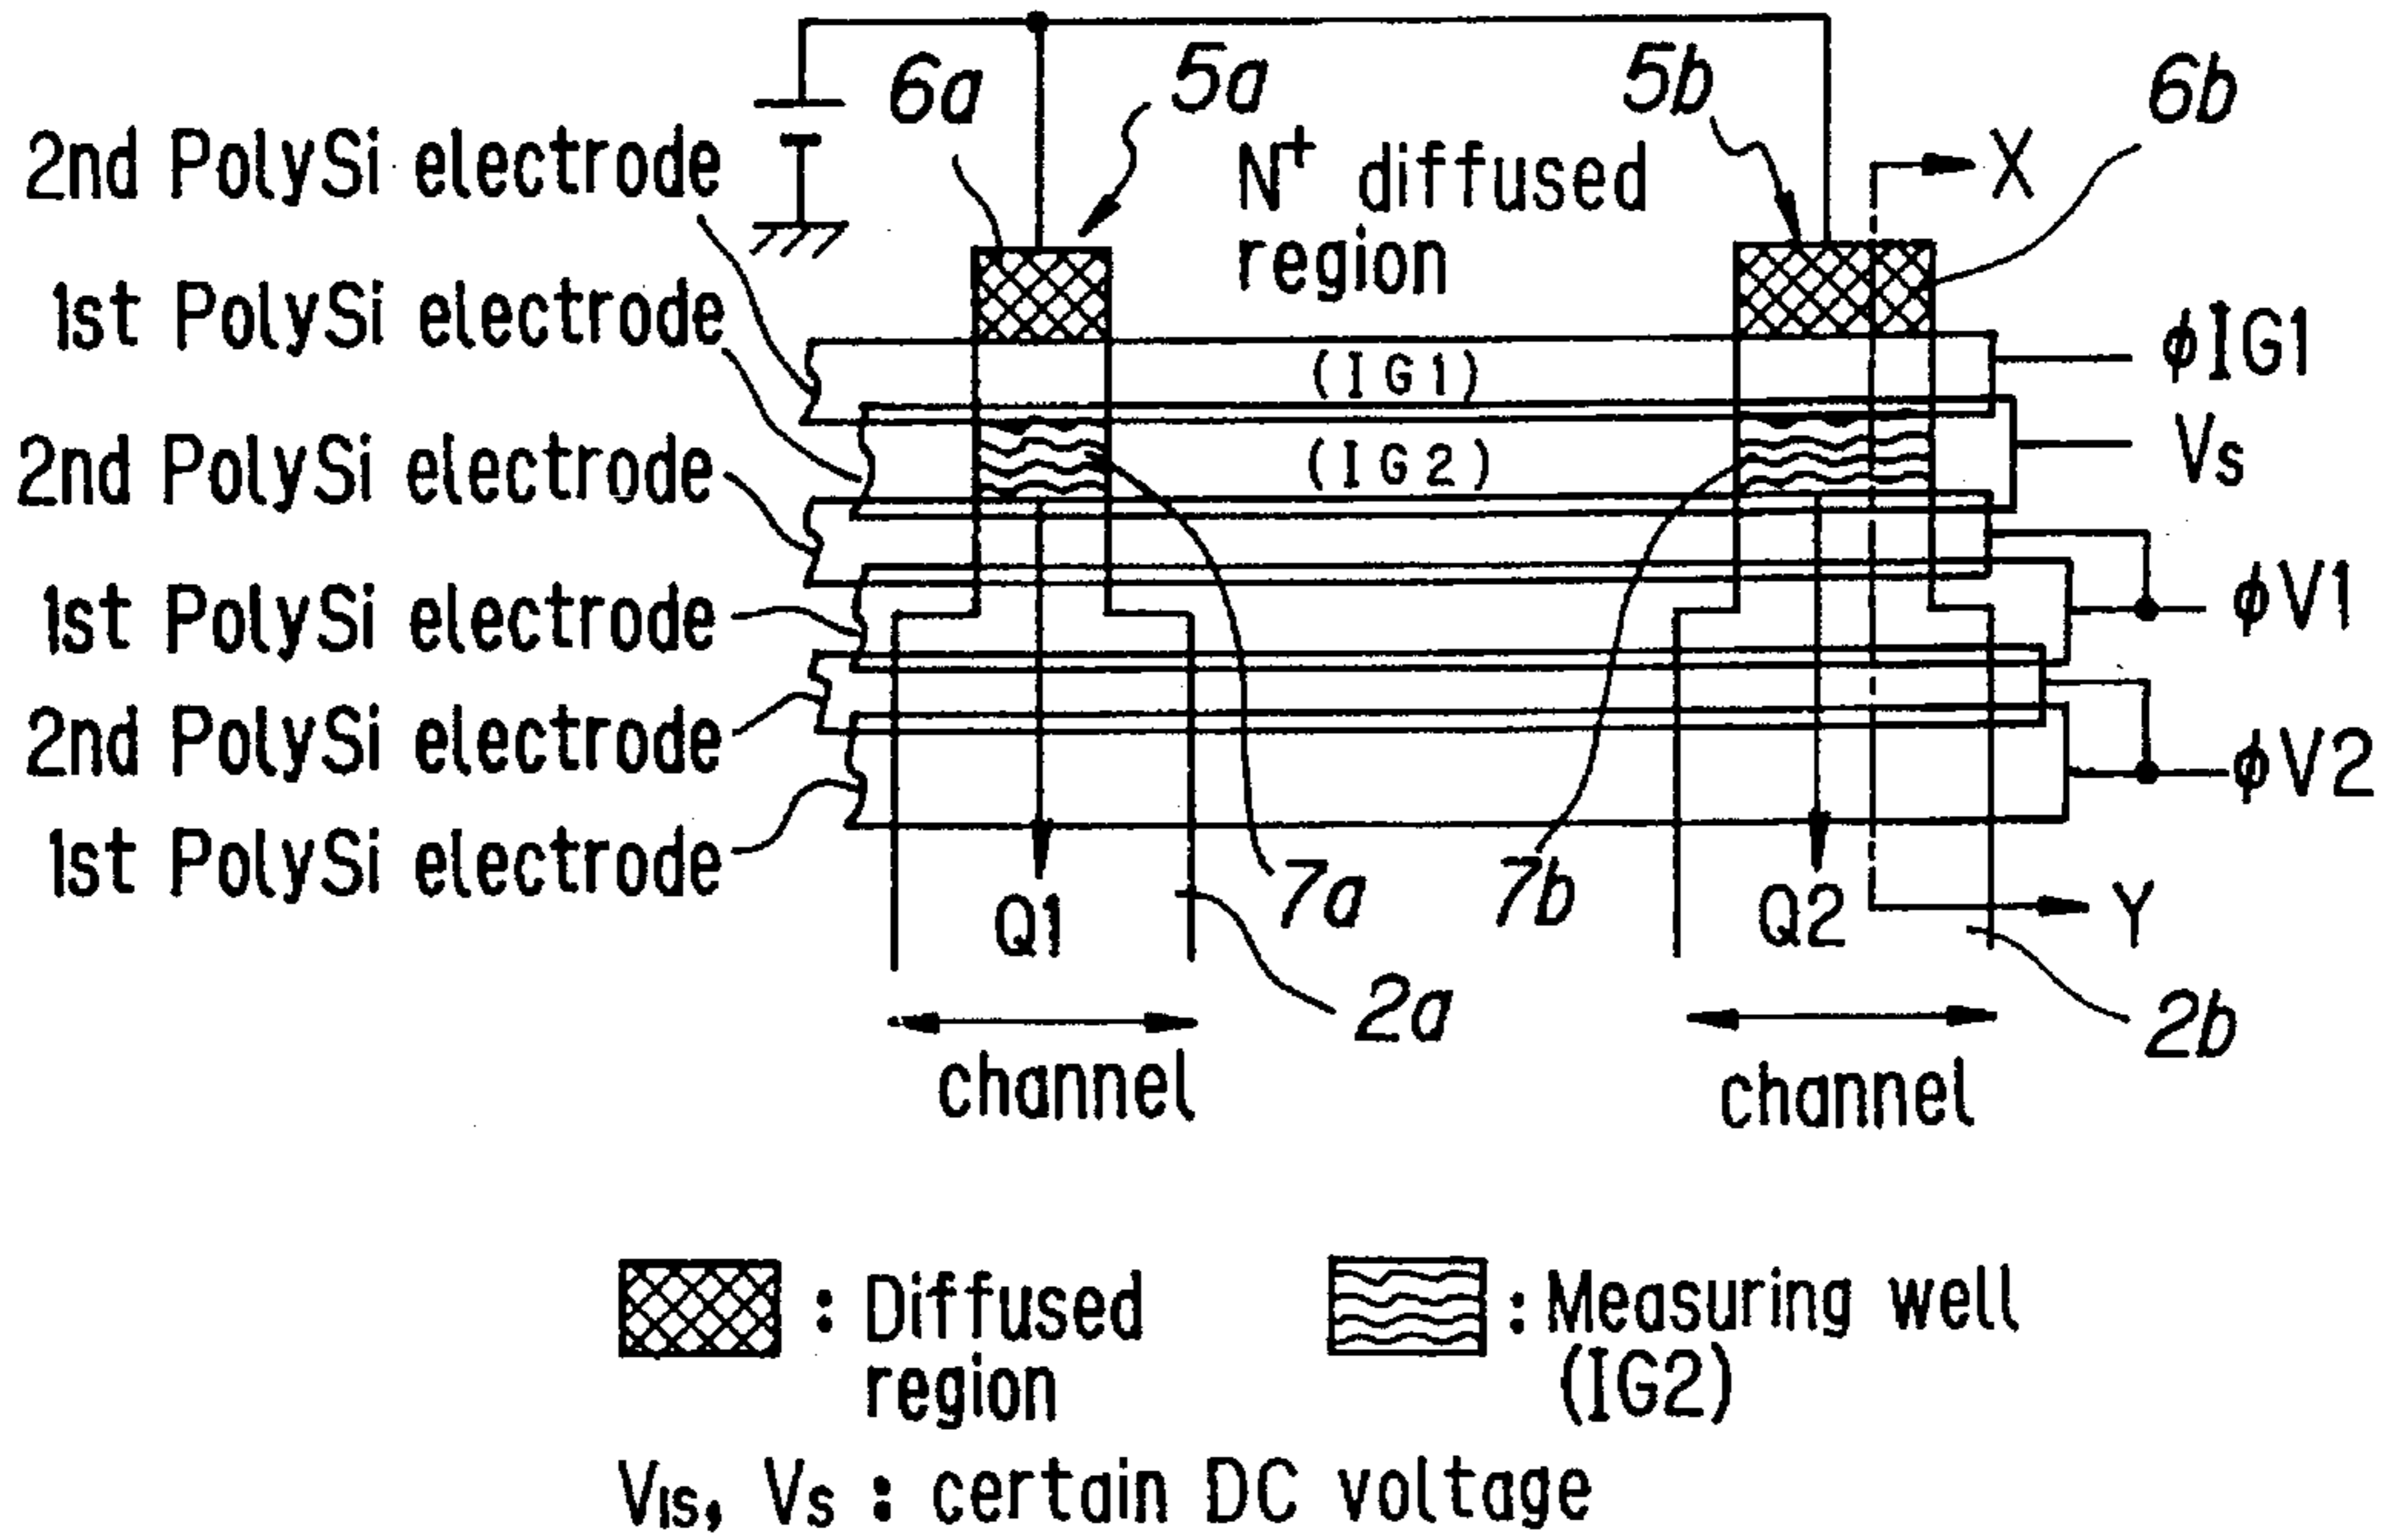 6a
5a
5b
6b
2nd PolySi electrode
N+ diffused
region
X
1st PolySi electrode
(IG1)
φIG1
2nd PolySi electrode
(IG2)
Vs
1st PolySi electrode
φV1
2nd PolySi electrode
φV2
1st PolySi electrode
7a
7b
Q1
Q2
Y
2a
2b
channel
channel
: Diffused
region
: Measuring well
(IG2)
VIS, Vs : certain DC voltage